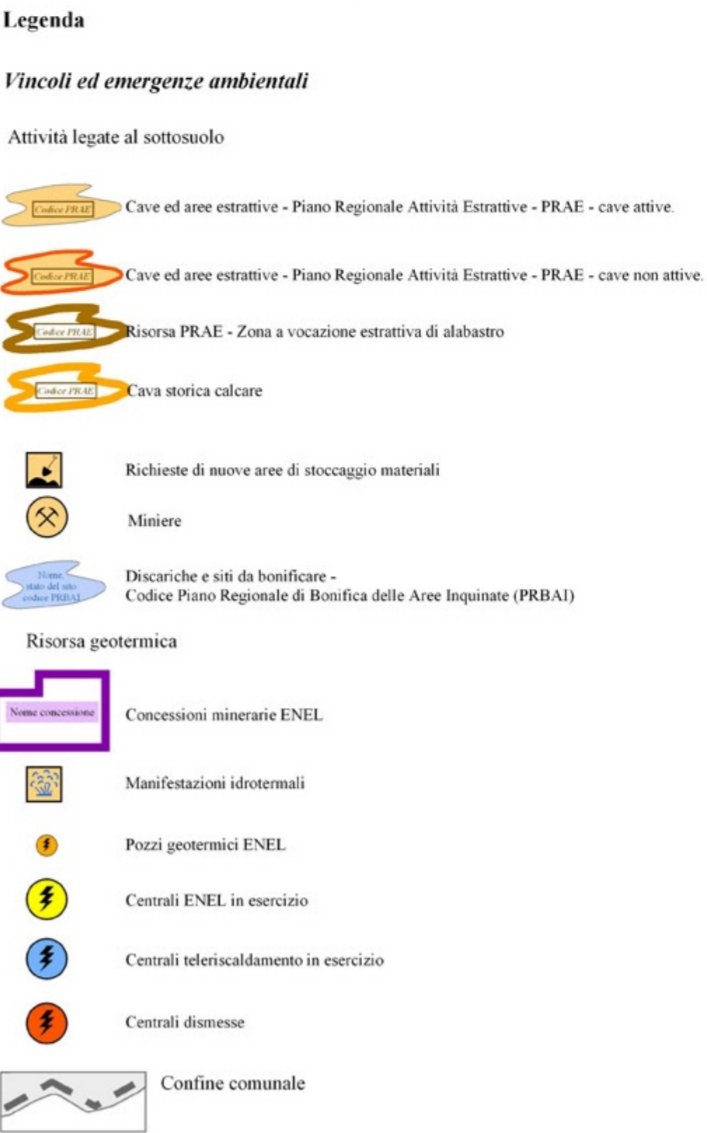 Legenda
Vincoli ed emergenze ambientali
Attività legate al sottosuolo
Codice PRAE
Cave ed aree estrattive - Piano Regionale Attività Estrattive - PRAE - cave attive.
Codice PRAE
Cave ed aree estrattive - Piano Regionale Attività Estrattive - PRAE - cave non attive.
Codice PRAE
Risorsa PRAE - Zona a vocazione estrattiva di alabastro
Codice PRAE
Cava storica calcare
Richieste di nuove aree di stoccaggio materiali
Miniere
Nome,
stato del sito
codice PRBAI
Discariche e siti da bonificare -
Codice Piano Regionale di Bonifica delle Aree Inquinate (PRBAI)
Risorsa geotermica
Nome concessione
Concessioni minerarie ENEL
Manifestazioni idrotermali
Pozzi geotermici ENEL
Centrali ENEL in esercizio
Centrali teleriscaldamento in esercizio
Centrali dismesse
Confine comunale